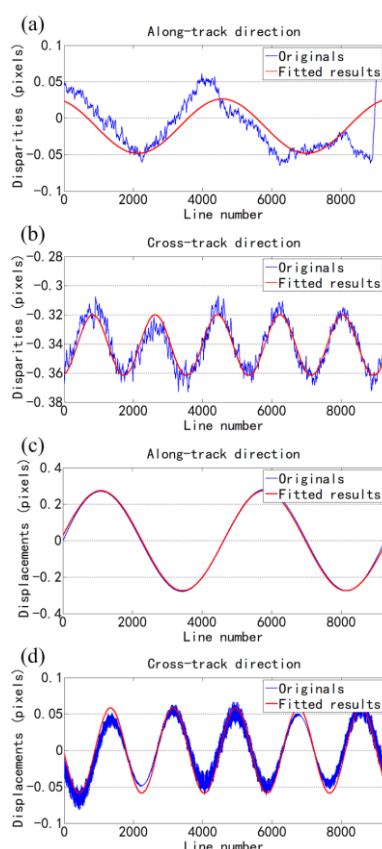 (a)
Along-track direction
Originals
Fitted results
Disparities (pixels)
0.1
0.05
0
-0.05
-0.1
0 2000 4000 6000 8000
Line number
(b)
Cross-track direction
Originals
Fitted results
Disparities (pixels)
-0.28
-0.3
-0.32
-0.34
-0.36
-0.38
0 2000 4000 6000 8000
Line number
(c)
Along-track direction
Originals
Fitted results
Displacements (pixels)
0.4
0.2
0
-0.2
-0.4
0 2000 4000 6000 8000
Line number
(d)
Cross-track direction
Originals
Fitted results
Displacements (pixels)
0.1
0.05
0
-0.05
-0.1
0 2000 4000 6000 8000
Line number